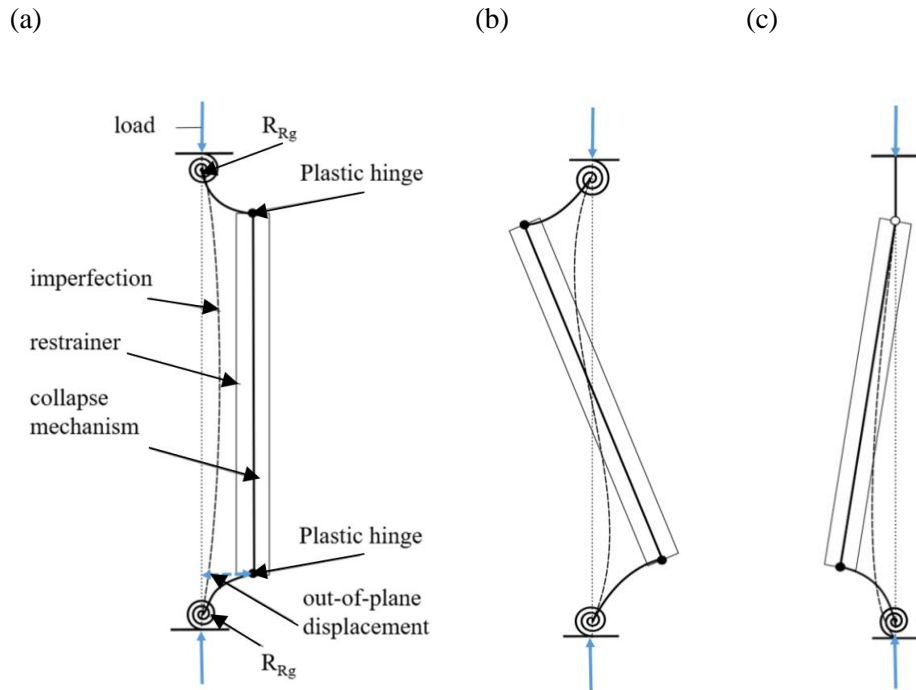 (a)
(b)
(c)
load
R_Rg
Plastic hinge
imperfection
restrainer
collapse
mechanism
Plastic hinge
out-of-plane
displacement
R_Rg